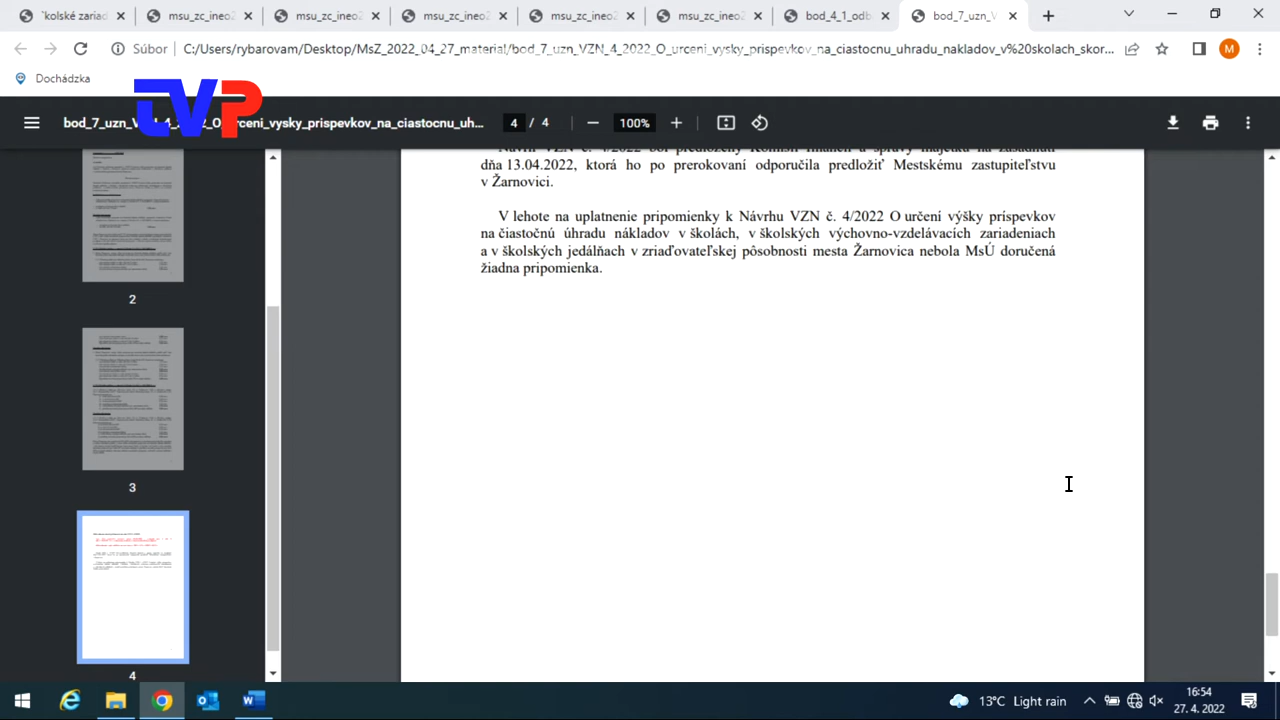 kolské zariad
msu_zc_ineo2
msu_zc_ineo2
msu_zc_ineo2
msu_zc_ineo2
msu_zc_ineo2
bod_4_1_odb
bod_7_uzn_V
Súbor
C:/Users/rybarovam/Desktop/MsZ_2022_04_27_material/bod_7_uzn_VZN_4_2022_O_urceni_vysky_prispevkov_na_ciastocnu_uhradu_nakladov_v%20skolach_skor...
M
Dochádzka
TVP
4 / 4
100%
dňa 13.04.2022, ktorá ho po prerokovaní odporučila predložiť Mestskému zastupiteľstvu
v Žarnovici.
V lehote na uplatnenie pripomienky k Návrhu VZN č. 4/2022 O určení výšky príspevkov
na čiastočnú úhradu nákladov v školách, v školských výchovno-vzdelávacích zariadeniach
a v školských jedálňach v zriaďovateľskej pôsobnosti mesta Žarnovica nebola MsÚ doručená
žiadna pripomienka.
2
3
4
13°C Light rain
16:54
27. 4. 2022